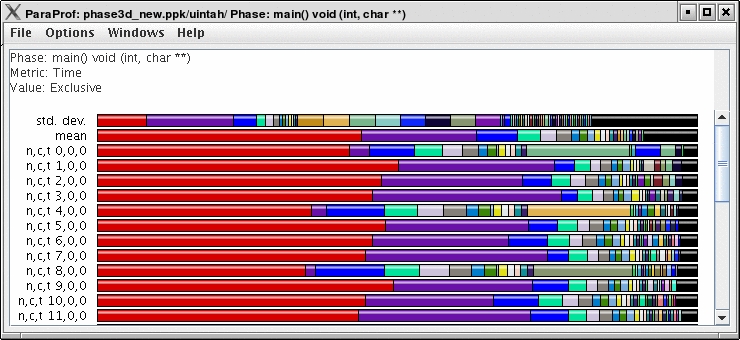 ParaProf: phase3d_new.ppk/uintah/ Phase: main() void (int, char **)
File Options Windows Help
Phase: main() void (int, char **)
Metric: Time
Value: Exclusive
std. dev.
mean
n,c,t 0,0,0
n,c,t 1,0,0
n,c,t 2,0,0
n,c,t 3,0,0
n,c,t 4,0,0
n,c,t 5,0,0
n,c,t 6,0,0
n,c,t 7,0,0
n,c,t 8,0,0
n,c,t 9,0,0
n,c,t 10,0,0
n,c,t 11,0,0